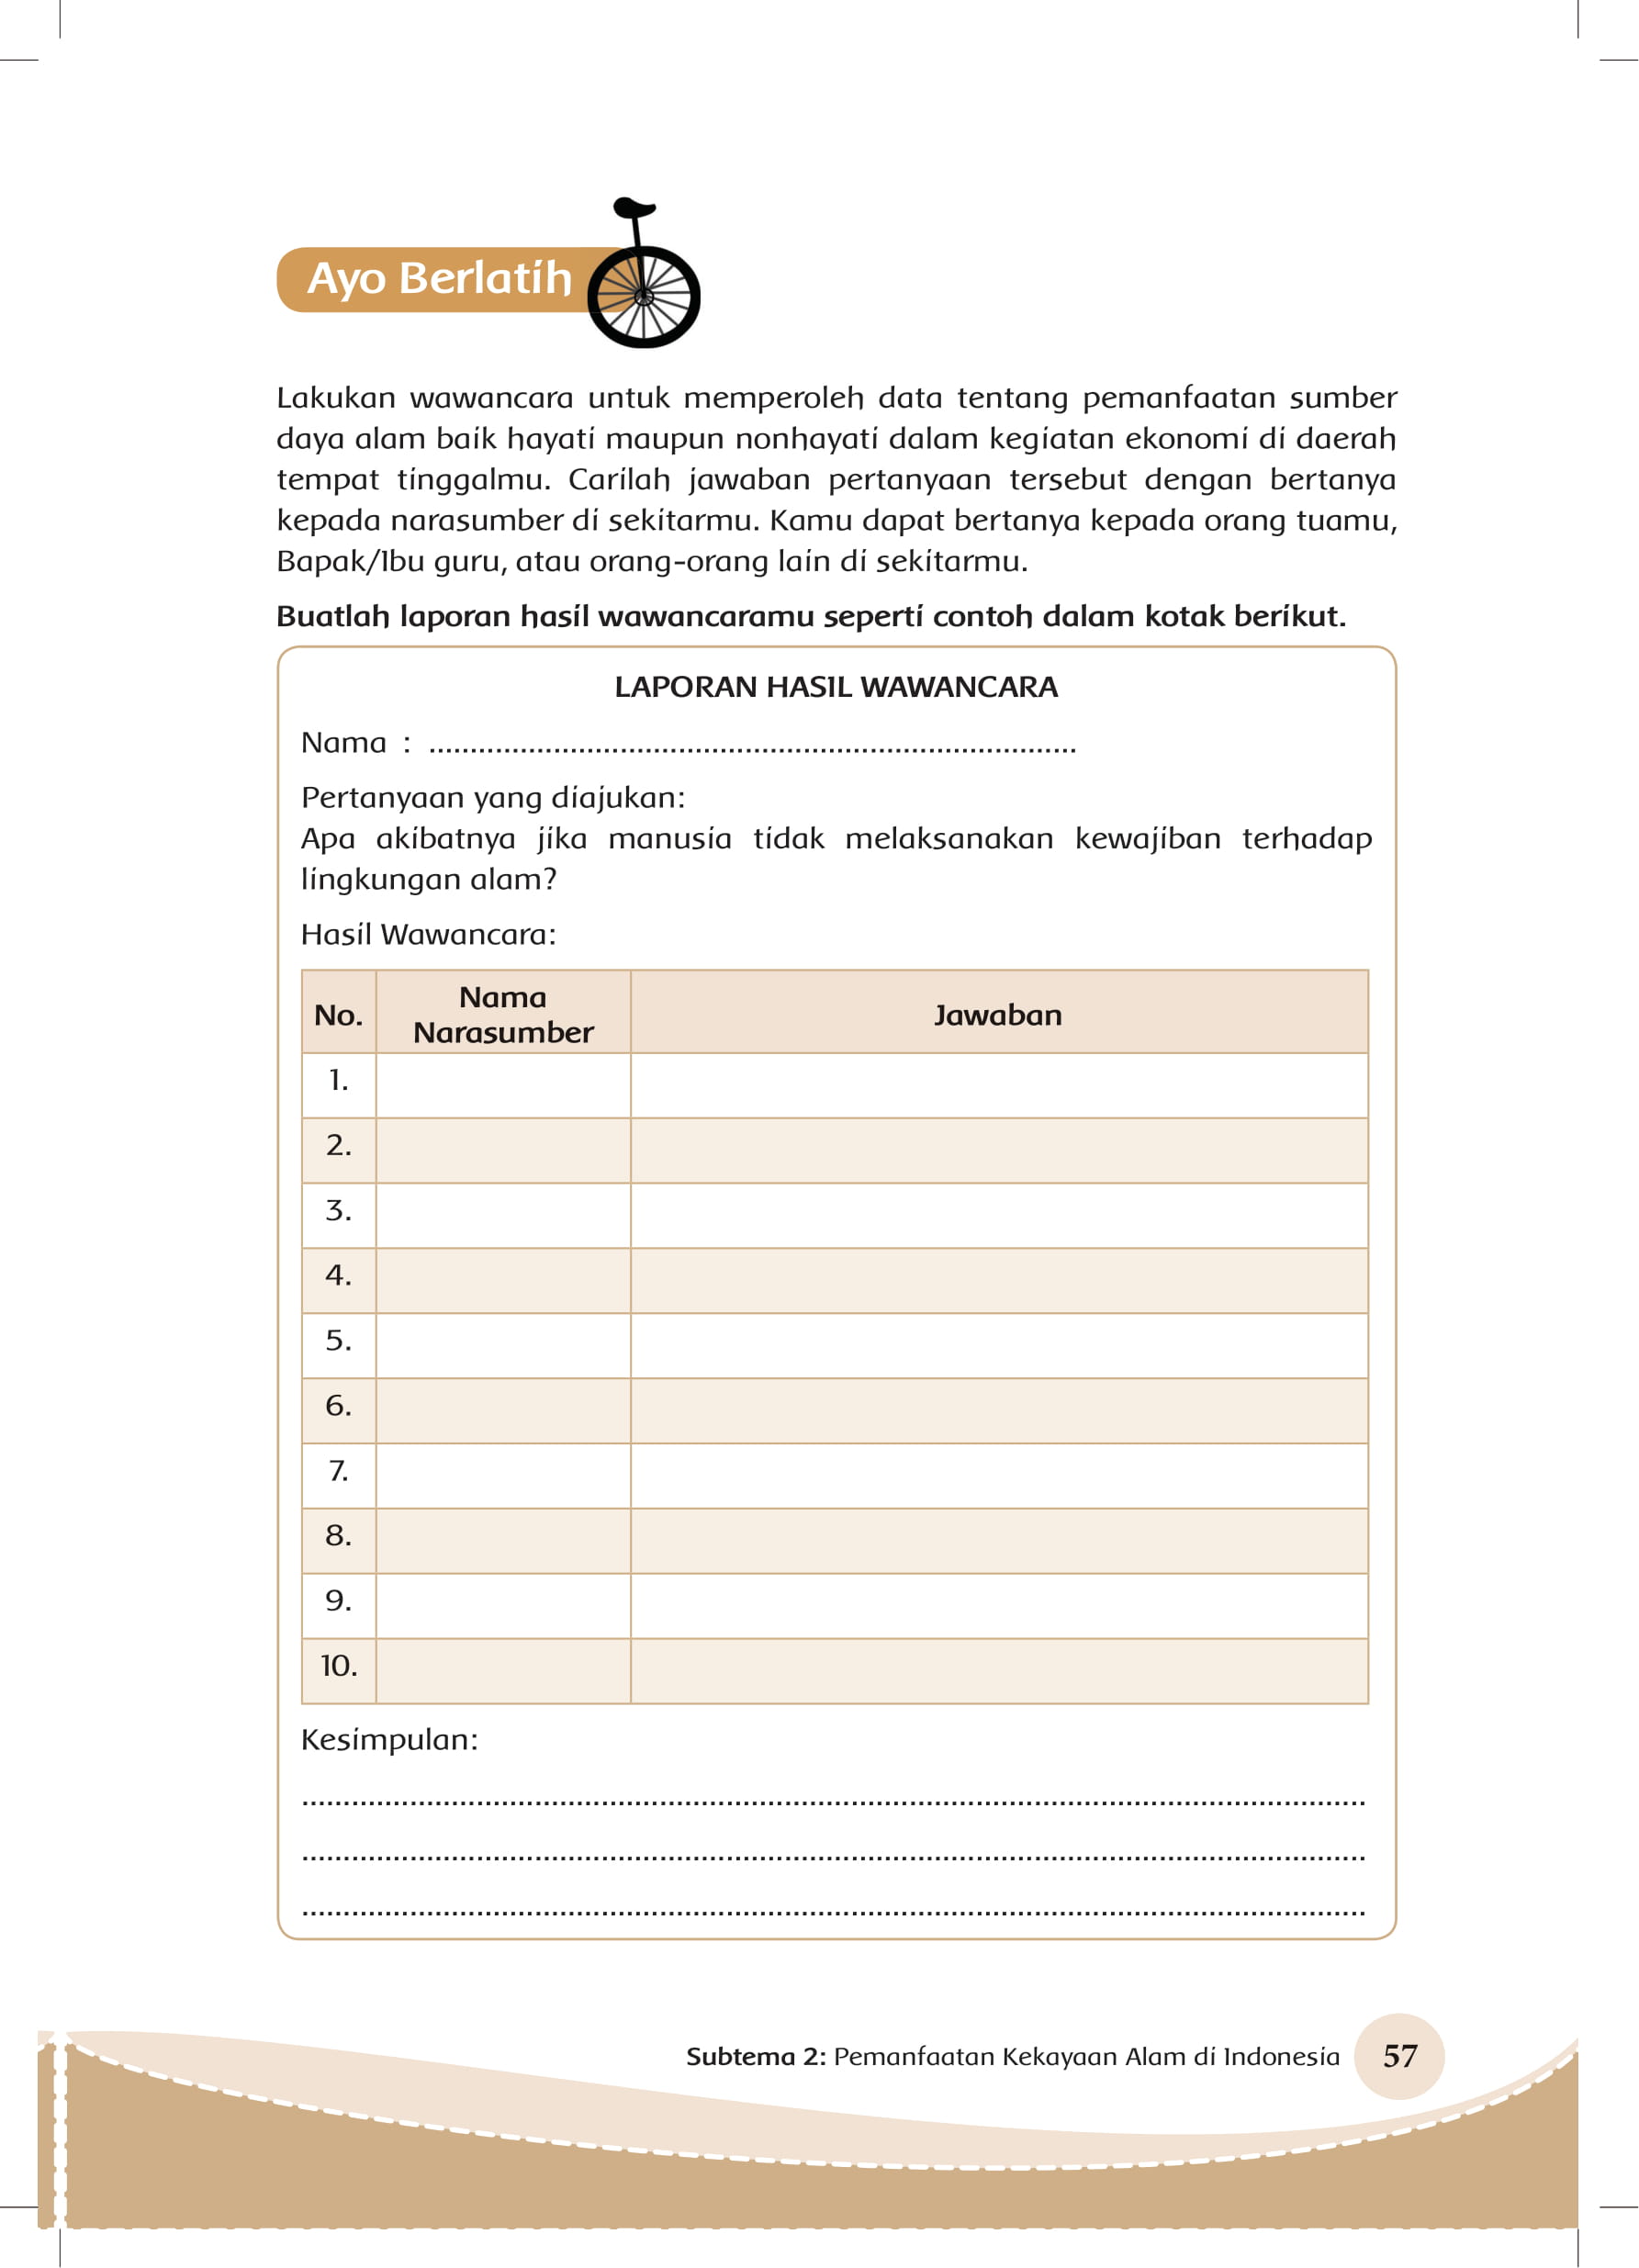 Ayo Berlatih
Lakukan wawancara untuk memperoleh data tentang pemanfaatan sumber
daya alam baik hayati maupun nonhayati dalam kegiatan ekonomi di daerah
tempat tinggalmu. Carilah jawaban pertanyaan tersebut dengan bertanya
kepada narasumber di sekitarmu. Kamu dapat bertanya kepada orang tuamu,
Bapak/Ibu guru, atau orang-orang lain di sekitarmu.
Buatlah laporan hasil wawancaramu seperti contoh dalam kotak berikut.
LAPORAN HASIL WAWANCARA
Nama : ..............................................................................
Pertanyaan yang diajukan:
Apa akibatnya jika manusia tidak melaksanakan kewajiban terhadap
lingkungan alam?
Hasil Wawancara:
No. Nama Narasumber Jawaban
1.
2.
3.
4.
5.
6.
7.
8.
9.
10.
Kesimpulan:
................................................................................................................................
................................................................................................................................
................................................................................................................................
Subtema 2: Pemanfaatan Kekayaan Alam di Indonesia 57